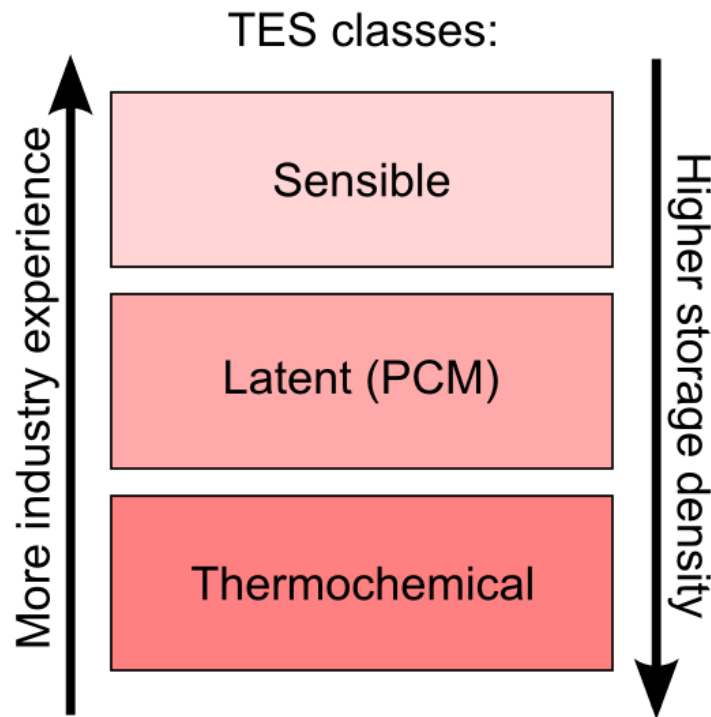 TES classes:
More industry experience
Sensible
Latent (PCM)
Thermochemical
Higher storage density